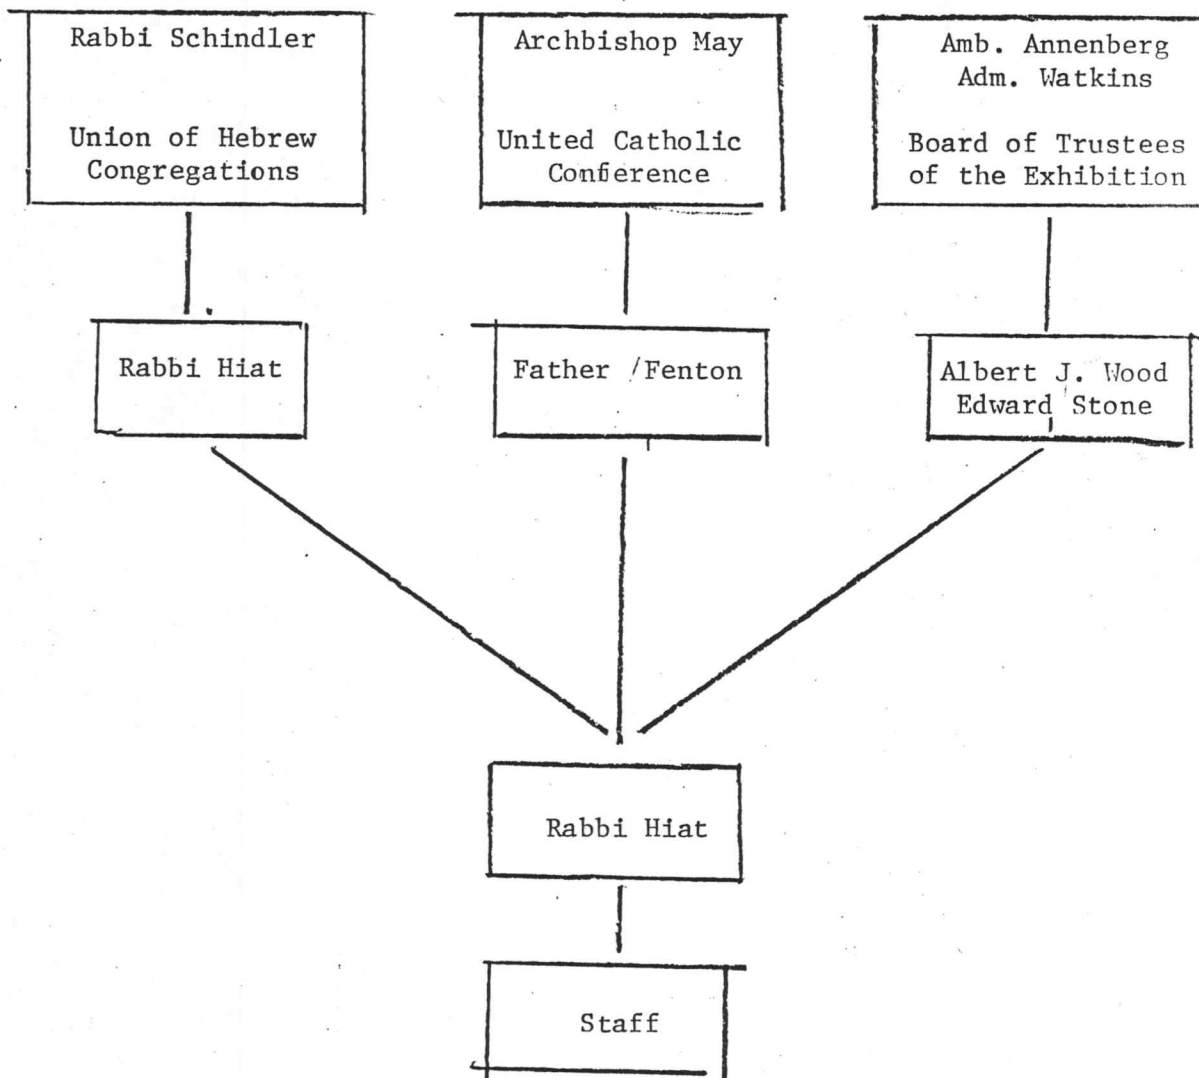 Rabbi Schindler
Union of Hebrew
Congregations
Archbishop May
United Catholic
Conference
Amb. Annenberg
Adm. Watkins
Board of Trustees
of the Exhibition
Rabbi Hiat
Father /Fenton
Albert J. Wood
Edward Stone
Rabbi Hiat
Staff